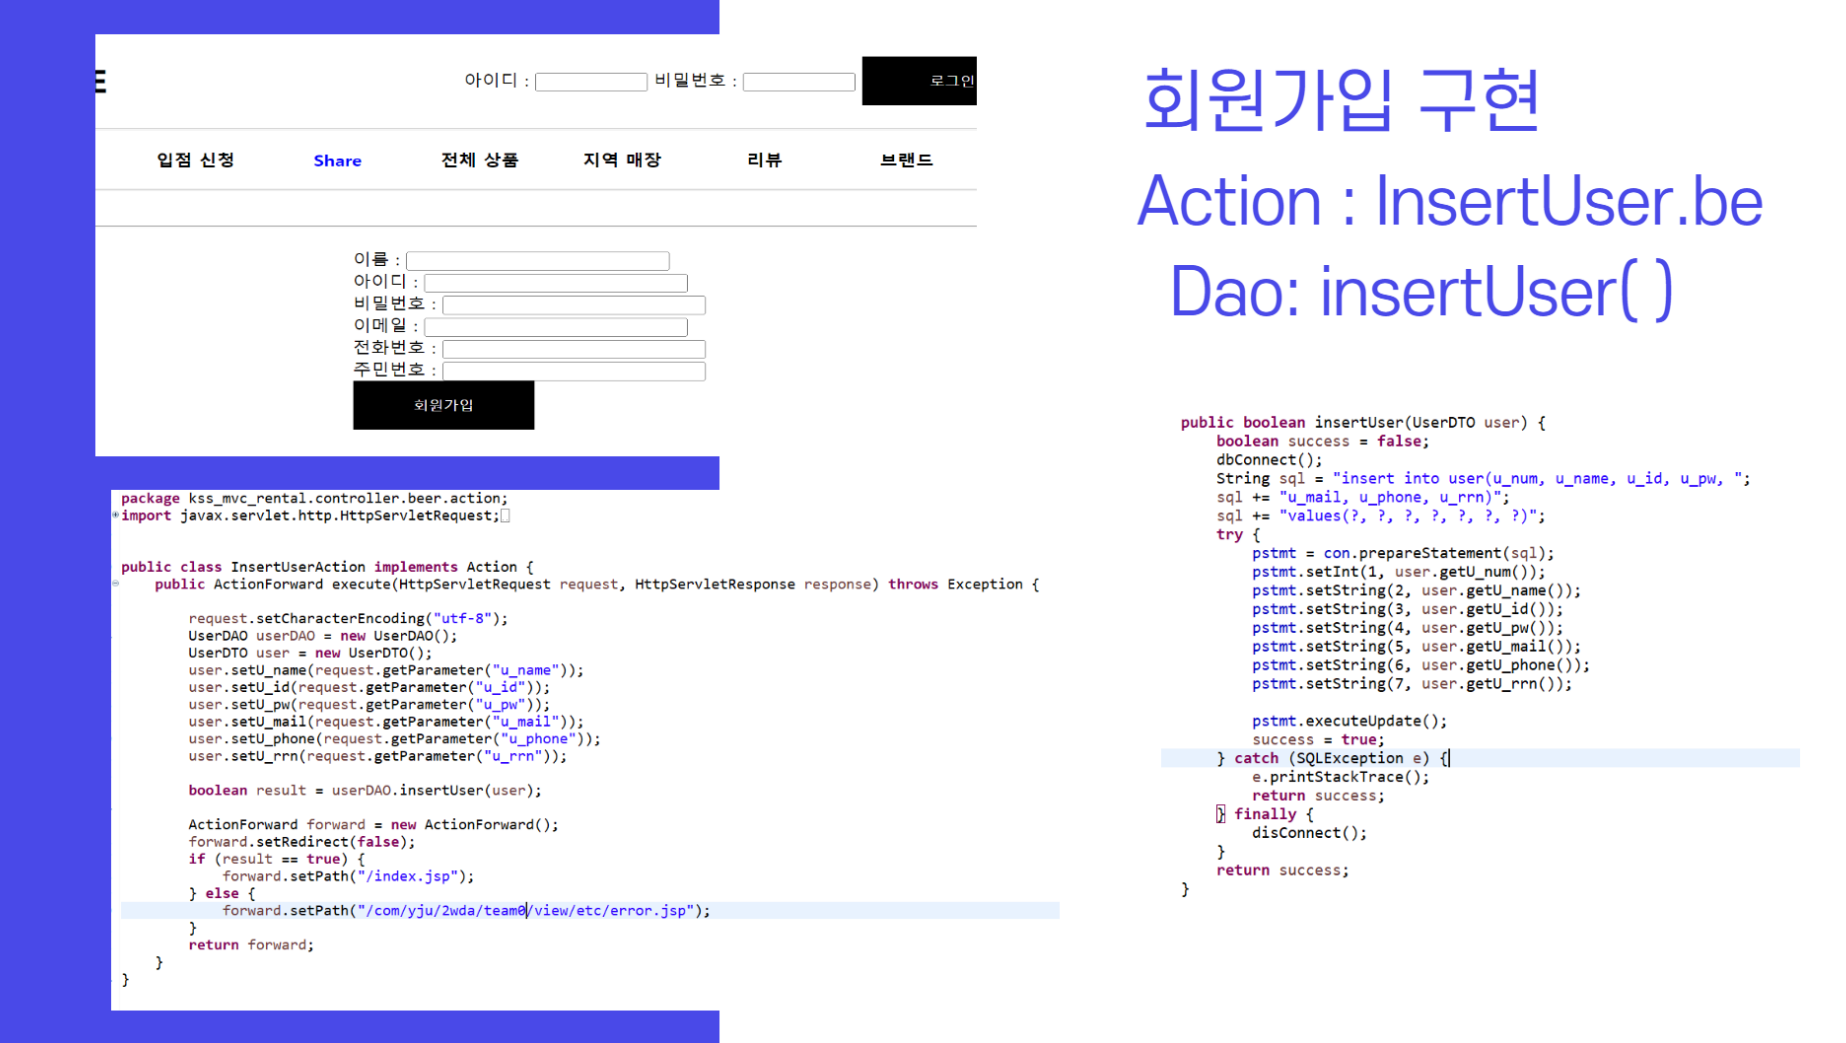 아이디 : 비밀번호 : 로그인
입점 신청 Share 전체 상품 지역 매장 리뷰 브랜드
이름 :
아이디 :
비밀번호 :
이메일 :
전화번호 :
주민번호 :
회원가입
회원가입 구현
Action : InsertUser.be
Dao: insertUser( )
package kss_mvc_rental.controller.beer.action;
import javax.servlet.http.HttpServletRequest;
public class InsertUserAction implements Action {
public ActionForward execute(HttpServletRequest request, HttpServletResponse response) throws Exception {
request.setCharacterEncoding("utf-8");
UserDAO userDAO = new UserDAO();
UserDTO user = new UserDTO();
user.setU_name(request.getParameter("u_name"));
user.setU_id(request.getParameter("u_id"));
user.setU_pw(request.getParameter("u_pw"));
user.setU_mail(request.getParameter("u_mail"));
user.setU_phone(request.getParameter("u_phone"));
user.setU_rrn(request.getParameter("u_rrn"));
boolean result = userDAO.insertUser(user);
ActionForward forward = new ActionForward();
forward.setRedirect(false);
if (result == true) {
forward.setPath("/index.jsp");
} else {
forward.setPath("/com/yju/2wda/team0/view/etc/error.jsp");
}
return forward;
}
}
public boolean insertUser(UserDTO user) {
boolean success = false;
dbConnect();
String sql = "insert into user(u_num, u_name, u_id, u_pw, ";
sql += "u_mail, u_phone, u_rrn)";
sql += "values(?, ?, ?, ?, ?, ?, ?)";
try {
pstmt = con.prepareStatement(sql);
pstmt.setInt(1, user.getU_num());
pstmt.setString(2, user.getU_name());
pstmt.setString(3, user.getU_id());
pstmt.setString(4, user.getU_pw());
pstmt.setString(5, user.getU_mail());
pstmt.setString(6, user.getU_phone());
pstmt.setString(7, user.getU_rrn());
pstmt.executeUpdate();
success = true;
} catch (SQLException e) {
e.printStackTrace();
return success;
} finally {
disConnect();
}
return success;
}